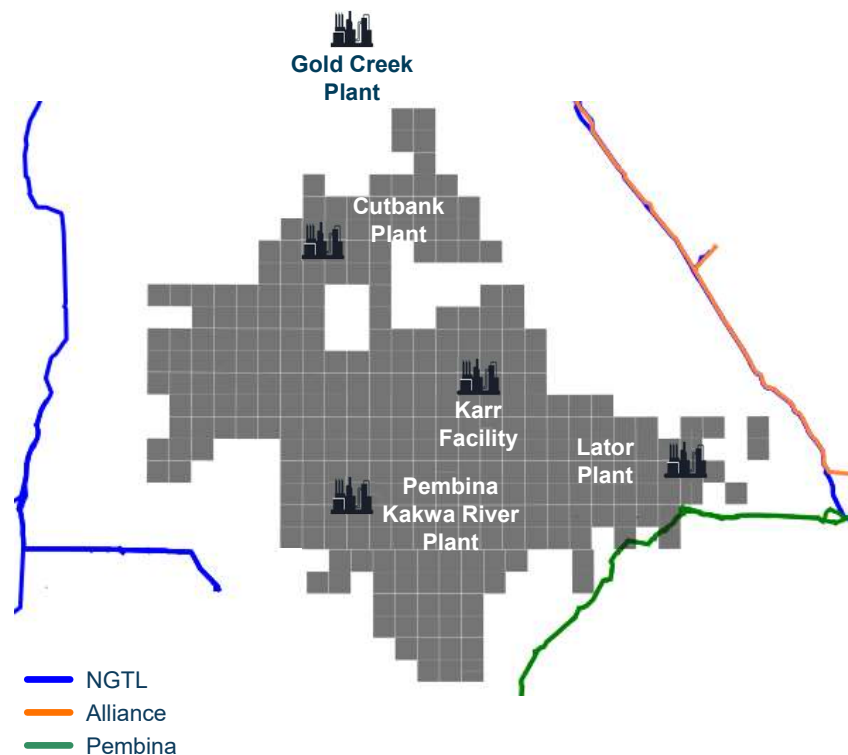 Gold Creek
Plant
Cutbank
Plant
Karr
Facility
Lator
Plant
Pembina
Kakwa River
Plant
NGTL
Alliance
Pembina